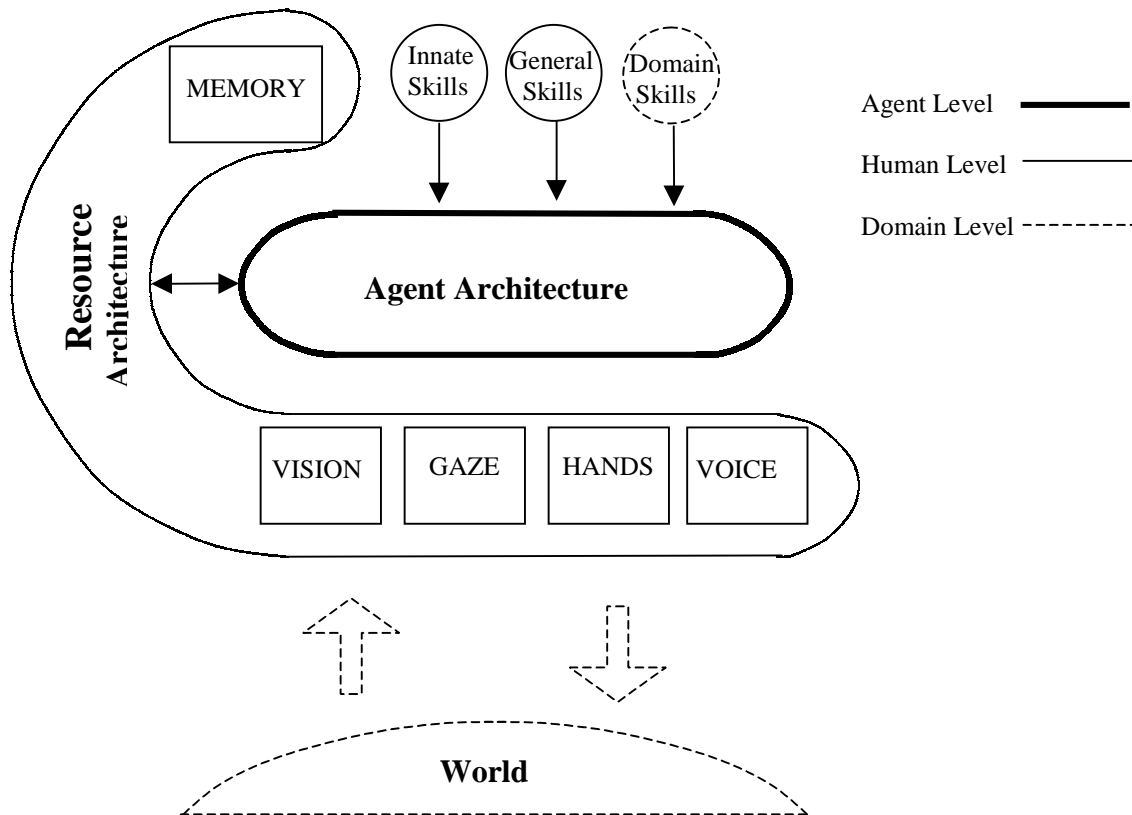 MEMORY
Innate
Skills
General
Skills
Domain
Skills
Agent Level
Human Level
Domain Level
Resource
Architecture
Agent Architecture
VISION
GAZE
HANDS
VOICE
World